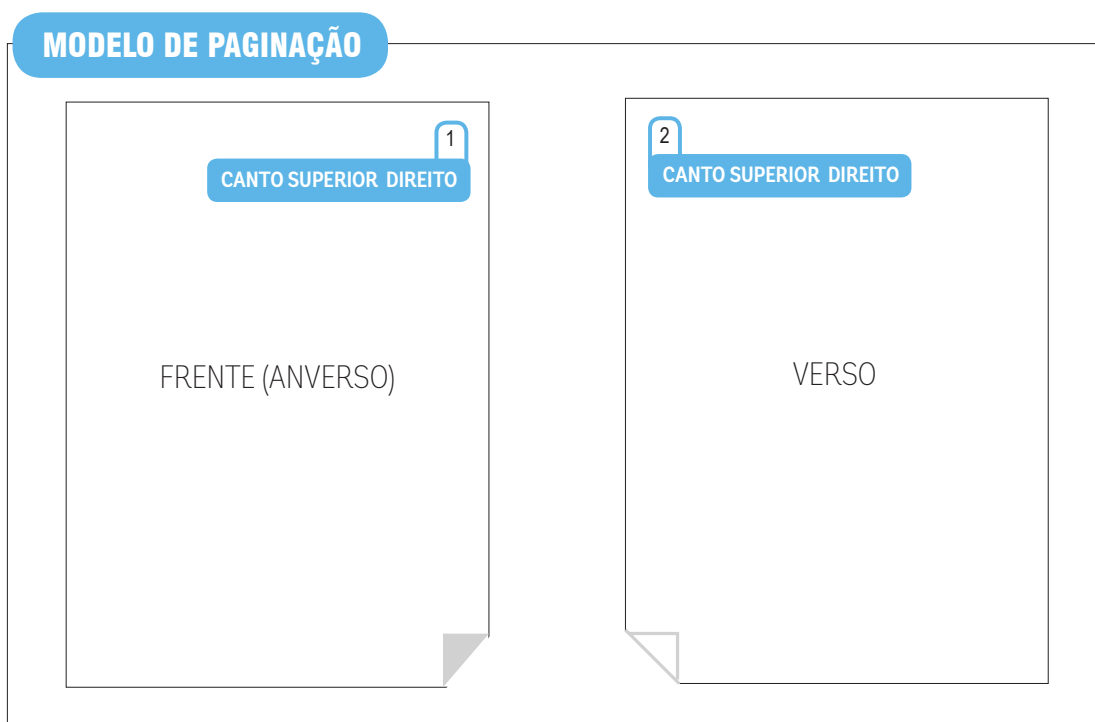 MODELO DE PAGINAÇÃO
1
CANTO SUPERIOR DIREITO
FRENTE (ANVERSO)
2
CANTO SUPERIOR DIREITO
VERSO